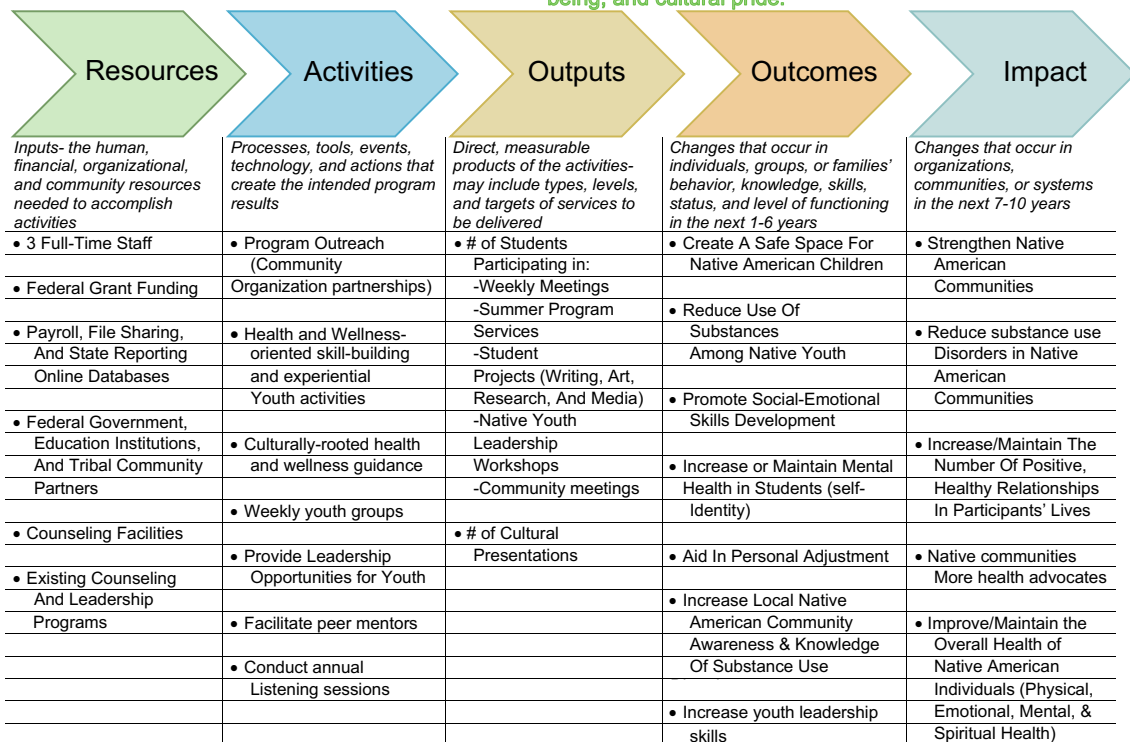 being, and cultural pride.
Resources
Inputs- the human,
financial, organizational,
and community resources
needed to accomplish
activities
• 3 Full-Time Staff
• Federal Grant Funding
• Payroll, File Sharing,
And State Reporting
Online Databases
• Federal Government,
Education Institutions,
And Tribal Community
Partners
• Counseling Facilities
• Existing Counseling
And Leadership
Programs
Activities
Processes, tools, events,
technology, and actions that
create the intended program
results
• Program Outreach
(Community
Organization partnerships)
• Health and Wellness-
oriented skill-building
and experiential
Youth activities
• Culturally-rooted health
and wellness guidance
• Weekly youth groups
• Provide Leadership
Opportunities for Youth
• Facilitate peer mentors
• Conduct annual
Listening sessions
Outputs
Direct, measurable
products of the activities-
may include types, levels,
and targets of services to
be delivered
• # of Students
Participating in:
-Weekly Meetings
-Summer Program
Services
-Student
Projects (Writing, Art,
Research, And Media)
-Native Youth
Leadership
Workshops
-Community meetings
• # of Cultural
Presentations
Outcomes
Changes that occur in
individuals, groups, or families’
behavior, knowledge, skills,
status, and level of functioning
in the next 1-6 years
• Create A Safe Space For
Native American Children
• Reduce Use Of
Substances
Among Native Youth
• Promote Social-Emotional
Skills Development
• Increase or Maintain Mental
Health in Students (self-
Identity)
• Aid In Personal Adjustment
• Increase Local Native
American Community
Awareness & Knowledge
Of Substance Use
• Increase youth leadership
skills
Impact
Changes that occur in
organizations,
communities, or systems
in the next 7-10 years
• Strengthen Native
American
Communities
• Reduce substance use
Disorders in Native
American
Communities
• Increase/Maintain The
Number Of Positive,
Healthy Relationships
In Participants’ Lives
• Native communities
More health advocates
• Improve/Maintain the
Overall Health of
Native American
Individuals (Physical,
Emotional, Mental, &
Spiritual Health)